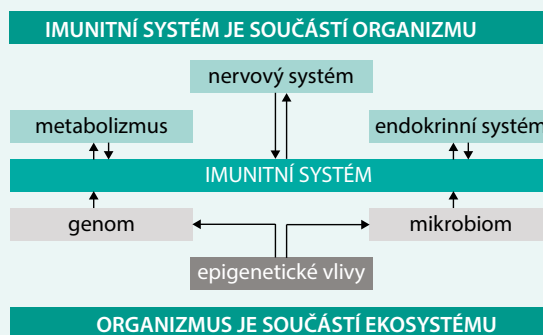 IMUNITNÍ SYSTÉM JE SOUČÁSTÍ ORGANIZMU
nervový systém
metabolizmus
endokrinní systém
IMUNITNÍ SYSTÉM
genom
mikrobiom
epigenetické vlivy
ORGANIZMUS JE SOUČÁSTÍ EKOSYSTÉMU